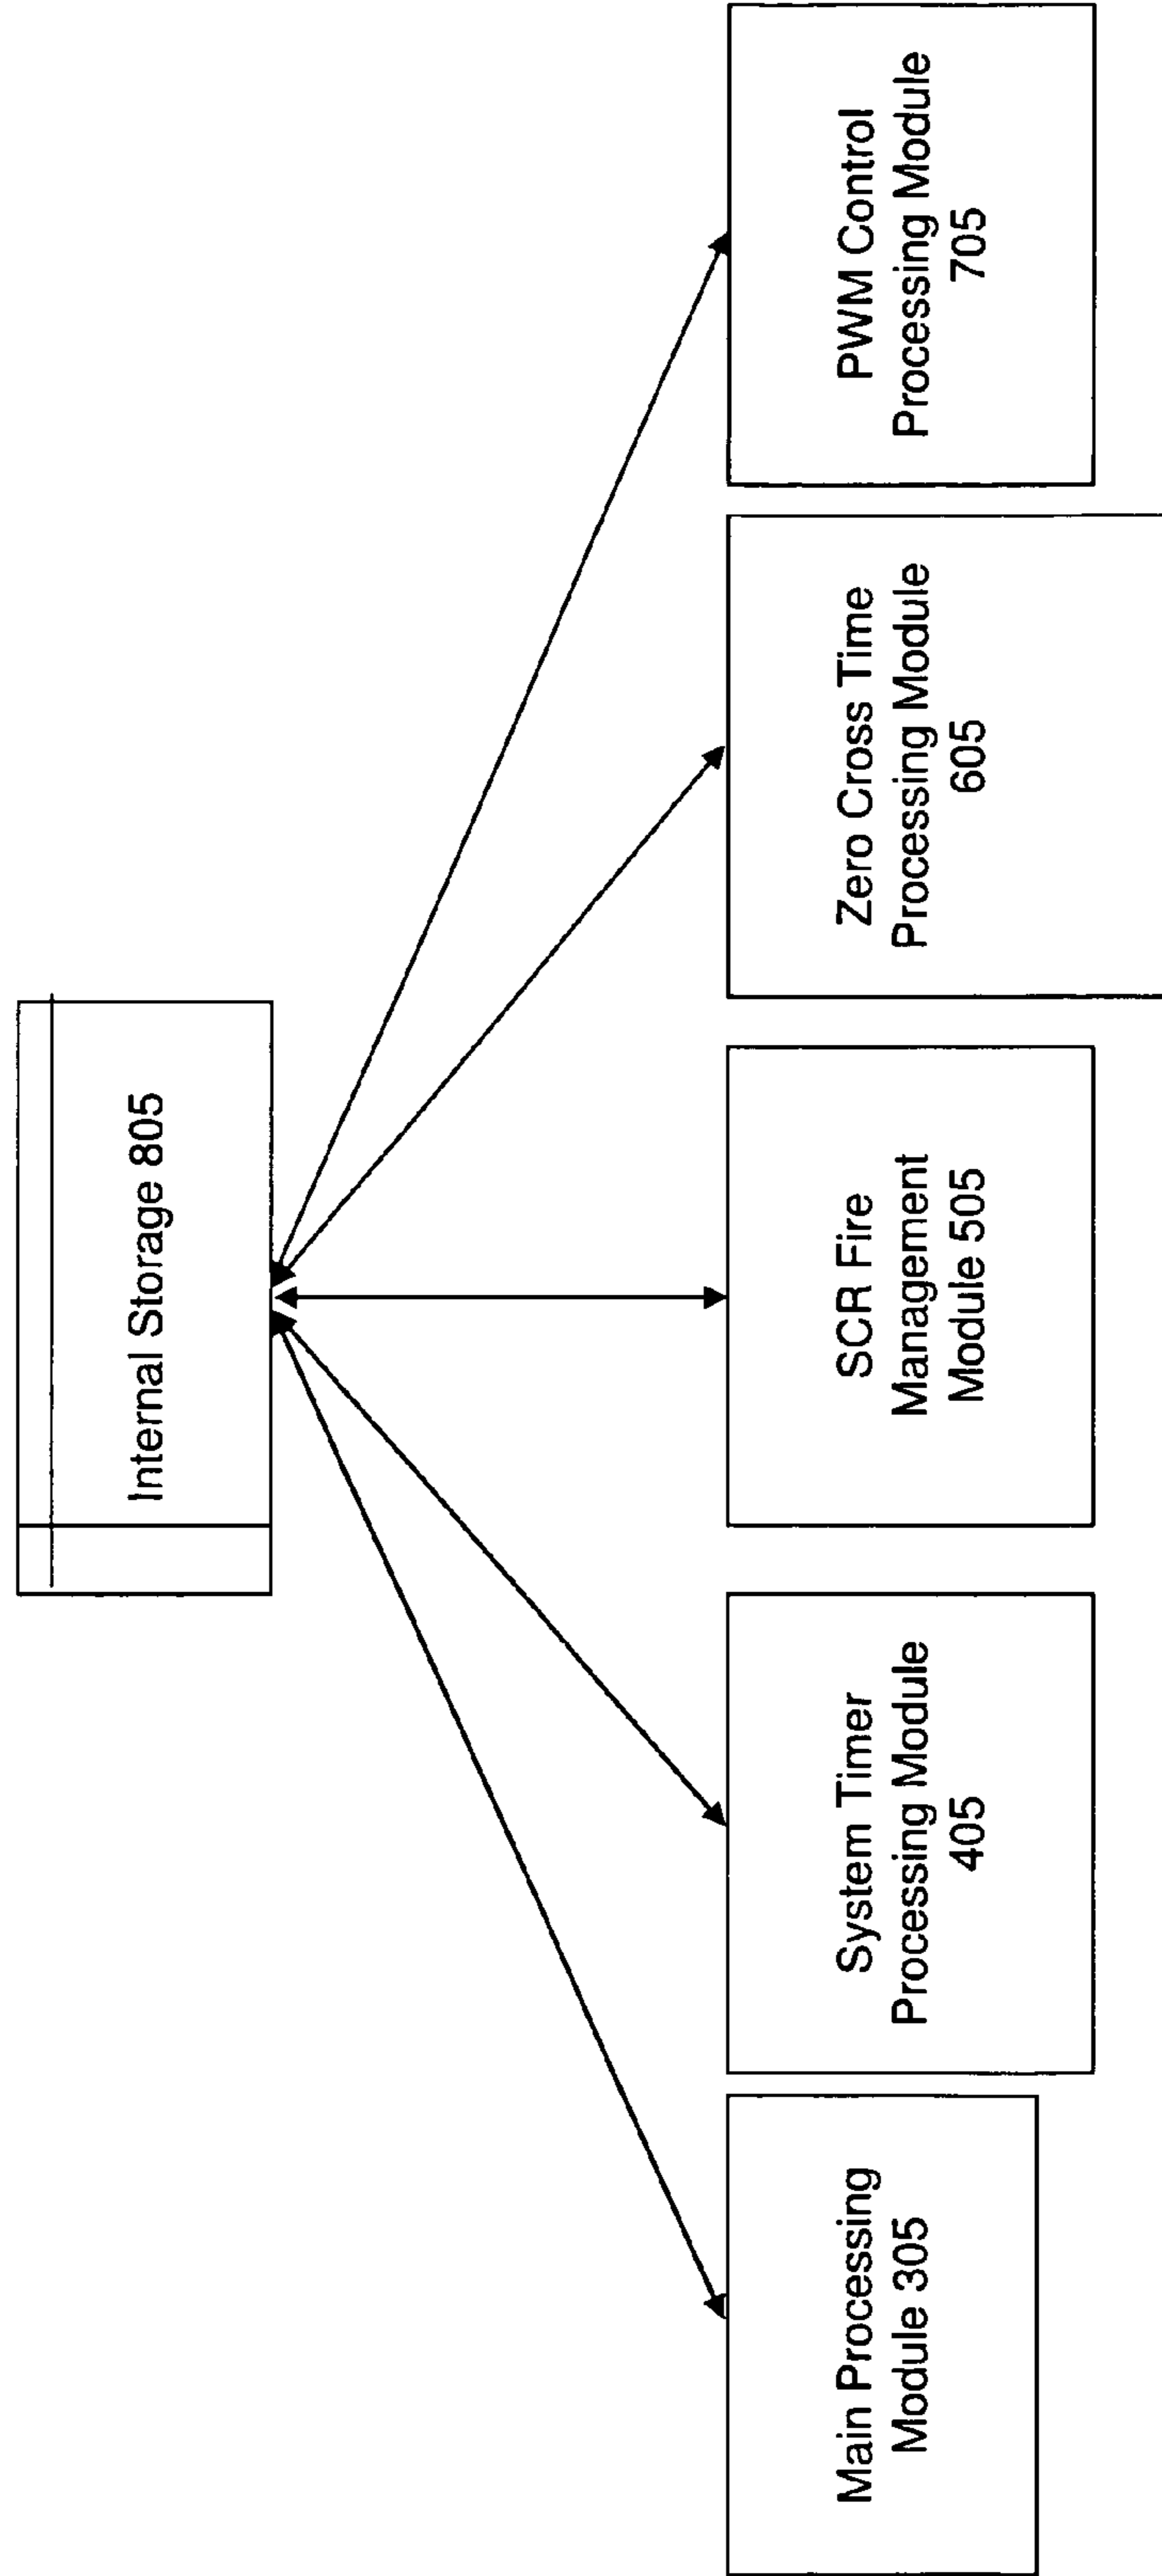 Internal Storage 805
Main Processing
Module 305
System Timer
Processing Module
405
SCR Fire
Management
Module 505
Zero Cross Time
Processing Module
605
PWM Control
Processing Module
705